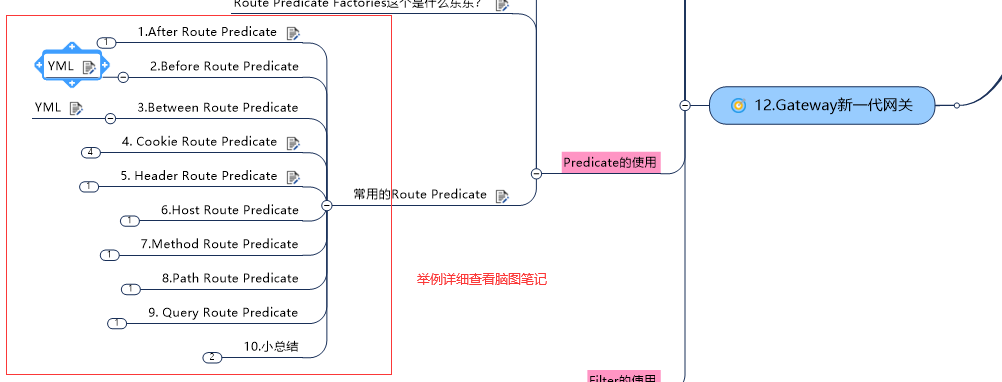 Route Predicate Factories这个是什么东东？
1.After Route Predicate
1
YML
2.Before Route Predicate
YML
3.Between Route Predicate
12.Gateway新一代网关
4. Cookie Route Predicate
4
Predicate的使用
5. Header Route Predicate
1
常用的Route Predicate
6.Host Route Predicate
1
7.Method Route Predicate
1
8.Path Route Predicate
1
举例详细查看脑图笔记
9. Query Route Predicate
1
10.小总结
2
Filter的使用